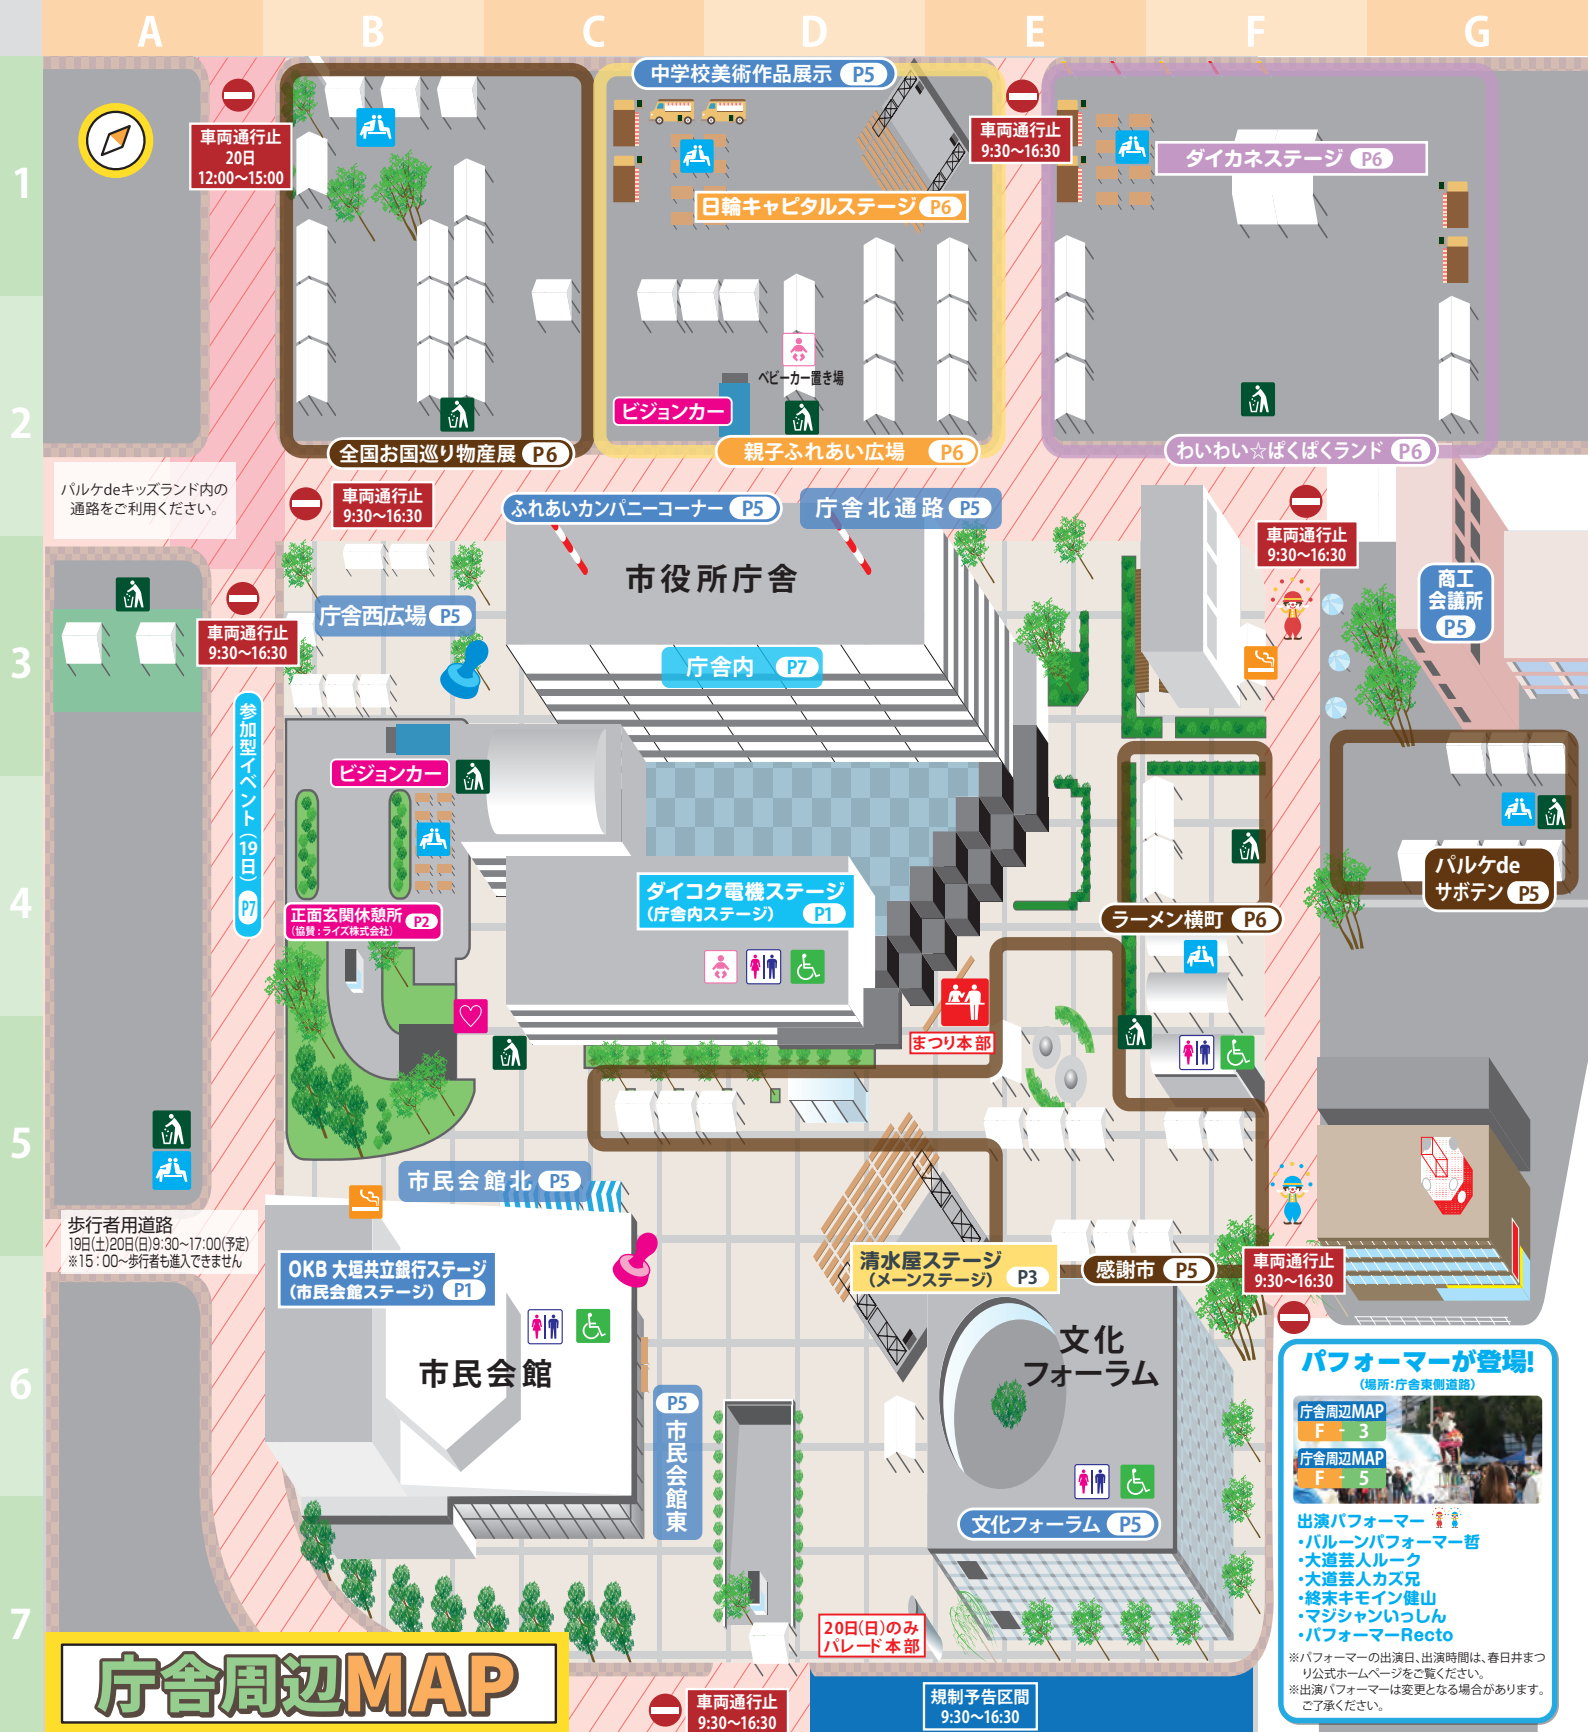 A B C D E F G
1
2
3
4
5
6
7
中学校美術作品展示 P5
車両通行止
20日
12:00〜15:00
車両通行止
9:30〜16:30
ダイカネステージ P6
日輪キャピタルステージ P6
ベビーカー置き場
ビジョンカー
全国お国巡り物産展 P6
親子ふれあい広場 P6
わいわい☆ぱくぱくランド P6
パルケdeキッズランド内の
通路をご利用ください。
車両通行止
9:30〜16:30
ふれあいカンパニーコーナー P5
庁舎北通路 P5
車両通行止
9:30〜16:30
市役所庁舎
商工
会議所
P5
庁舎西広場 P5
車両通行止
9:30〜16:30
庁舎内 P7
参加型イベント(19日) P7
ビジョンカー
ダイコク電機ステージ
(庁舎内ステージ) P1
パルケde
サボテン P5
正面玄関休憩所 P2
(協賛:ライズ株式会社)
ラーメン横町 P6
まつり本部
市民会館北 P5
歩行者用道路
19日(土)20日(日)9:30〜17:00(予定)
※15:00〜歩行者も進入できません
OKB 大垣共立銀行ステージ
(市民会館ステージ) P1
清水屋ステージ
(メーンステージ) P3
感謝市 P5
車両通行止
9:30〜16:30
市民会館
文化
フォーラム
P5 市民会館東
文化フォーラム P5
パフォーマーが登場!
(場所:庁舎東側道路)
庁舎周辺MAP
F - 3
庁舎周辺MAP
F - 5
出演パフォーマー
・バルーンパフォーマー哲
・大道芸人ルーク
・大道芸人カズ兄
・終末キモイン健山
・マジシャンいっしん
・パフォーマーRecto
※パフォーマーの出演日、出演時間は、春日井まつ
り公式ホームページをご覧ください。
※出演パフォーマーは変更となる場合があります。
ご了承ください。
20日(日)のみ
パレード本部
庁舎周辺MAP
車両通行止
9:30〜16:30
規制予告区間
9:30〜16:30